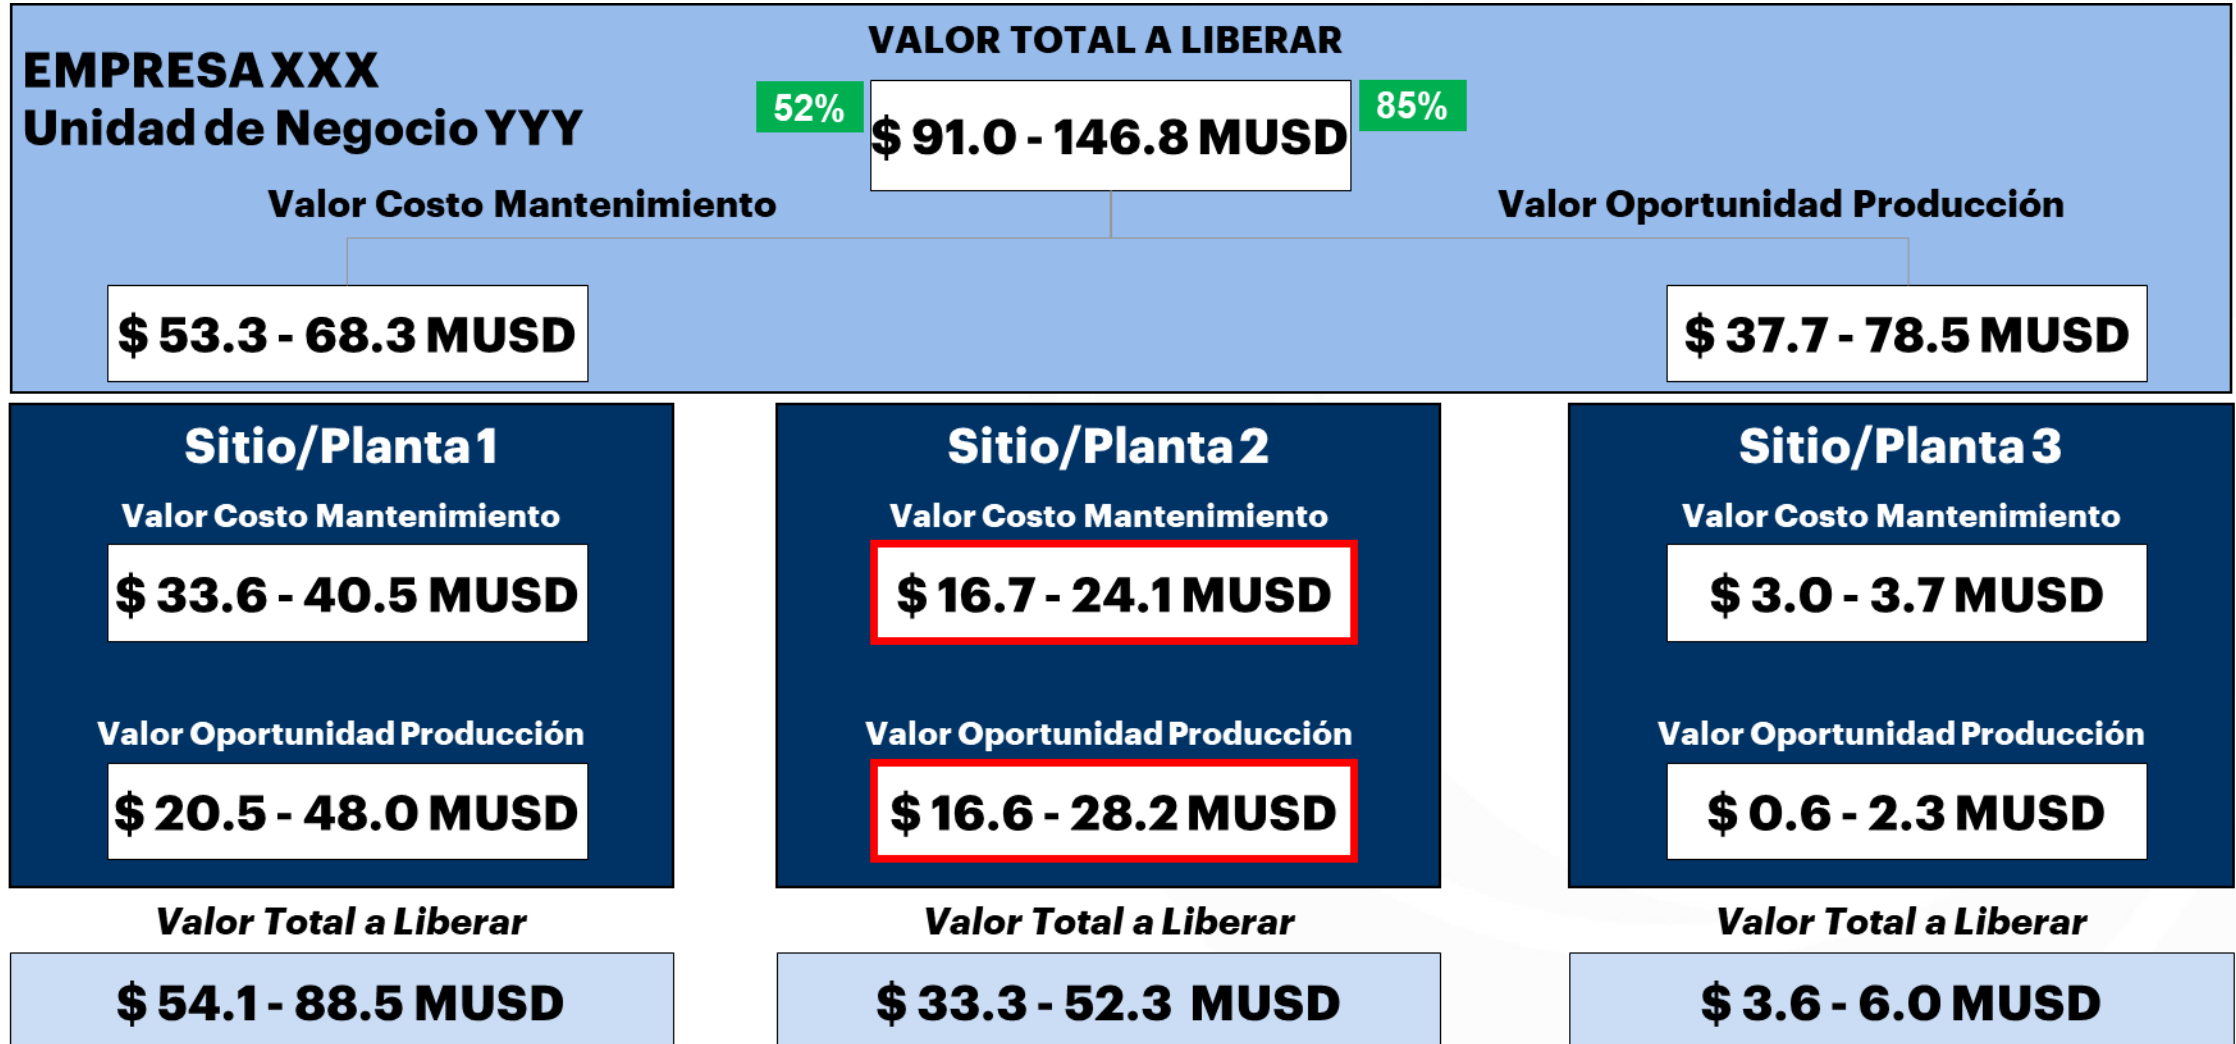 EMPRESA XXX
Unidad de Negocio YYY
VALOR TOTAL A LIBERAR
52%
$ 91.0 - 146.8 MUSD
85%
Valor Costo Mantenimiento
Valor Oportunidad Producción
$ 53.3 - 68.3 MUSD
$ 37.7 - 78.5 MUSD
Sitio/Planta 1
Valor Costo Mantenimiento
$ 33.6 - 40.5 MUSD
Valor Oportunidad Producción
$ 20.5 - 48.0 MUSD
Valor Total a Liberar
$ 54.1 - 88.5 MUSD
Sitio/Planta 2
Valor Costo Mantenimiento
$ 16.7 - 24.1 MUSD
Valor Oportunidad Producción
$ 16.6 - 28.2 MUSD
Valor Total a Liberar
$ 33.3 - 52.3 MUSD
Sitio/Planta 3
Valor Costo Mantenimiento
$ 3.0 - 3.7 MUSD
Valor Oportunidad Producción
$ 0.6 - 2.3 MUSD
Valor Total a Liberar
$ 3.6 - 6.0 MUSD